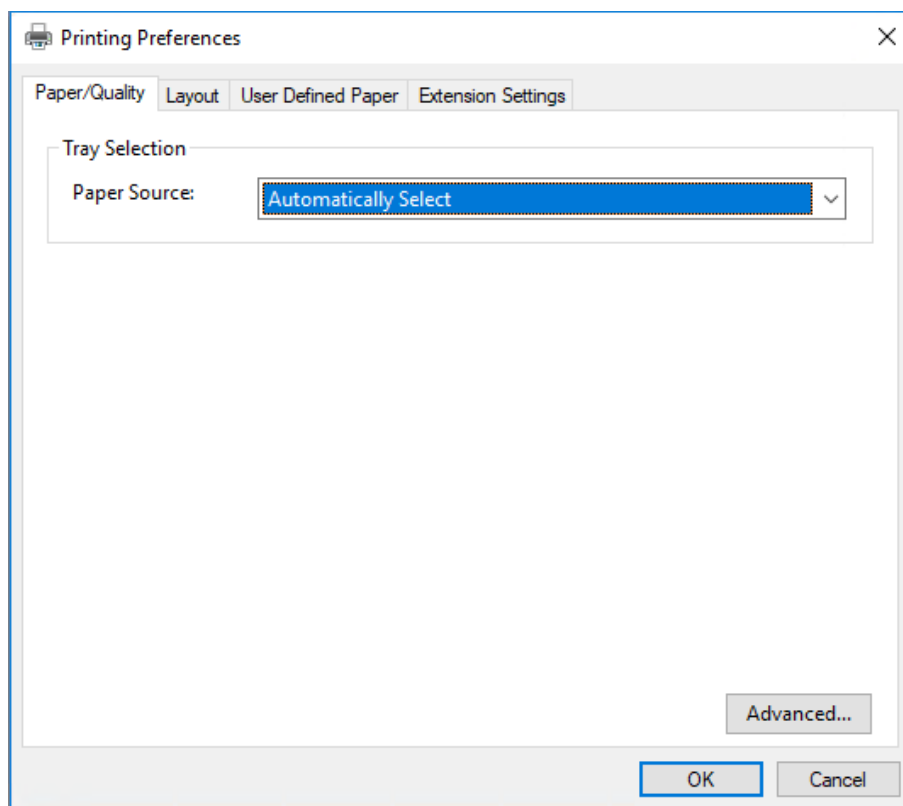 Printing Preferences
Paper/Quality Layout User Defined Paper Extension Settings
Tray Selection
Paper Source: Automatically Select
Advanced...
OK Cancel